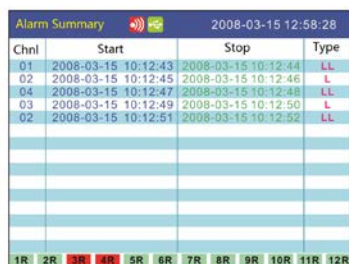 Alarm Summary 2008-03-15 12:58:28
Chnl Start Stop Type
01 2008-03-15 10:12:43 2008-03-15 10:12:44 LL
02 2008-03-15 10:12:45 2008-03-15 10:12:46 L
04 2008-03-15 10:12:47 2008-03-15 10:12:48 LL
03 2008-03-15 10:12:49 2008-03-15 10:12:50 L
02 2008-03-15 10:12:51 2008-03-15 10:12:52 LL
1R 2R 3R 4R 5R 6R 7R 8R 9R 10R 11R 12R